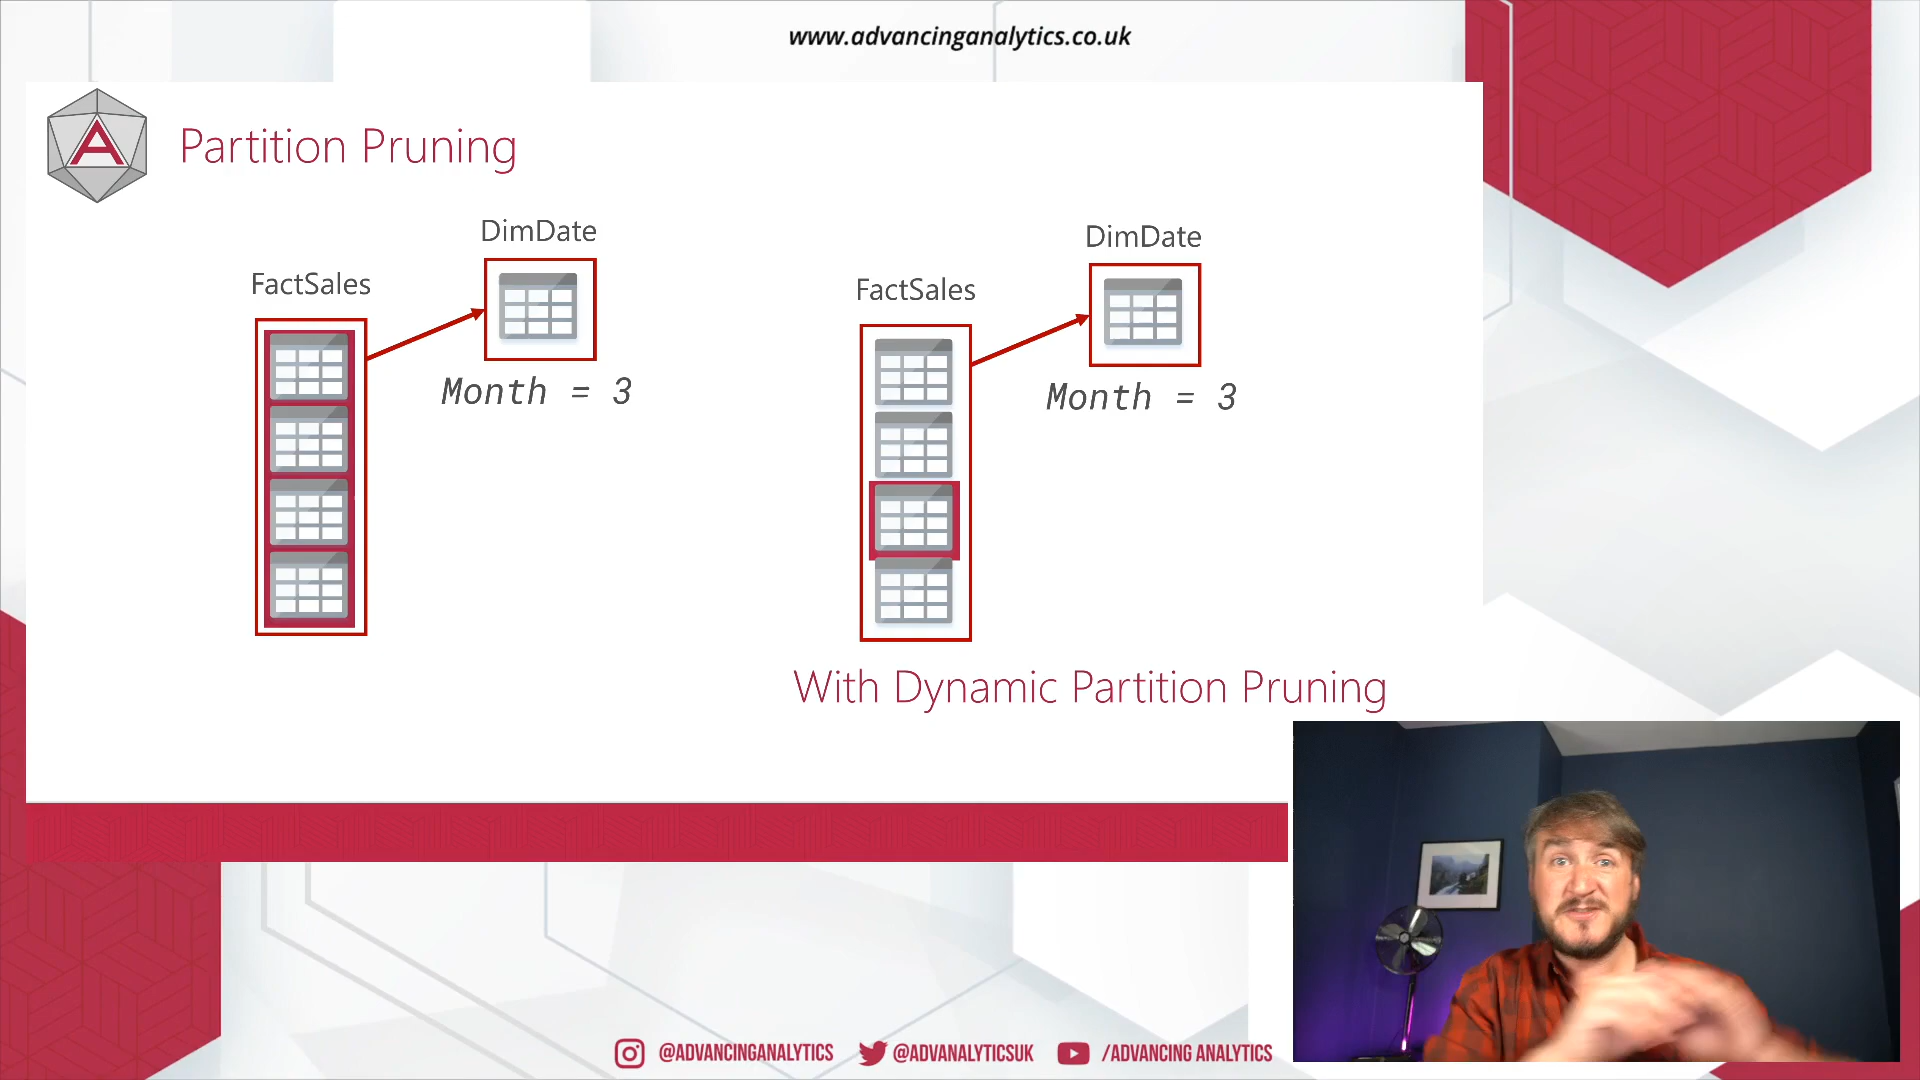 www.advancinganalytics.co.uk
A
Partition Pruning
DimDate
FactSales
Month = 3
DimDate
FactSales
Month = 3
With Dynamic Partition Pruning
@ADVANCINGANALYTICS
@ADVANALYTICSUK
/ADVANCING ANALYTICS